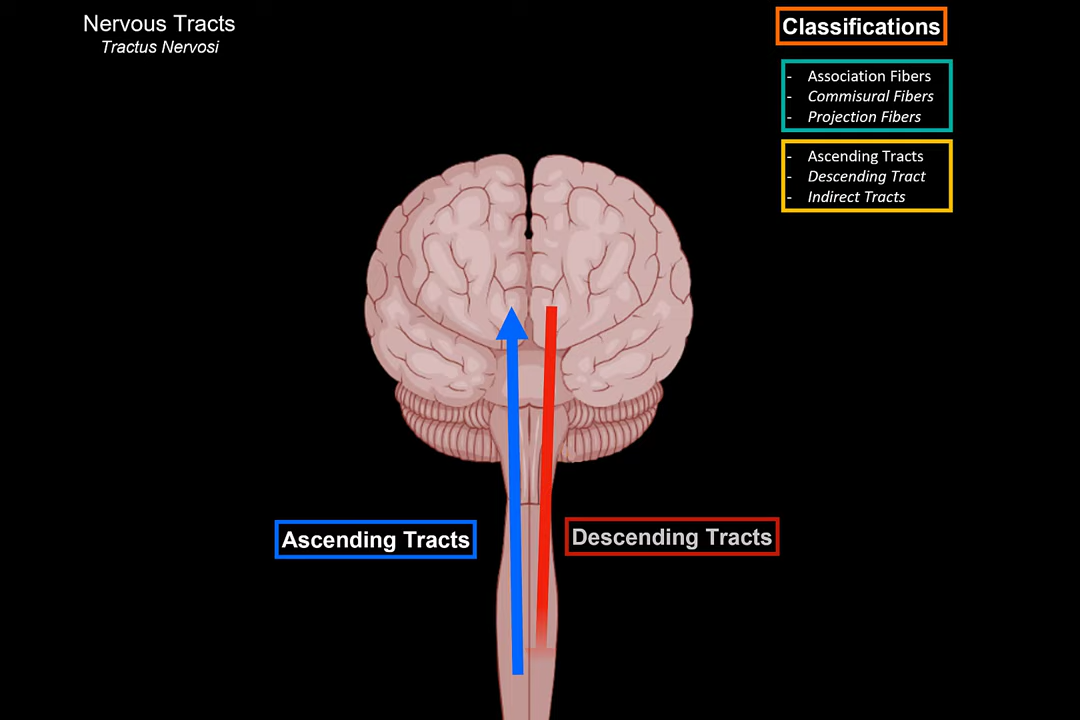 Nervous Tracts
Tractus Nervosi
Classifications
- Association Fibers
- Commisural Fibers
- Projection Fibers
- Ascending Tracts
- Descending Tract
- Indirect Tracts
Ascending Tracts
Descending Tracts